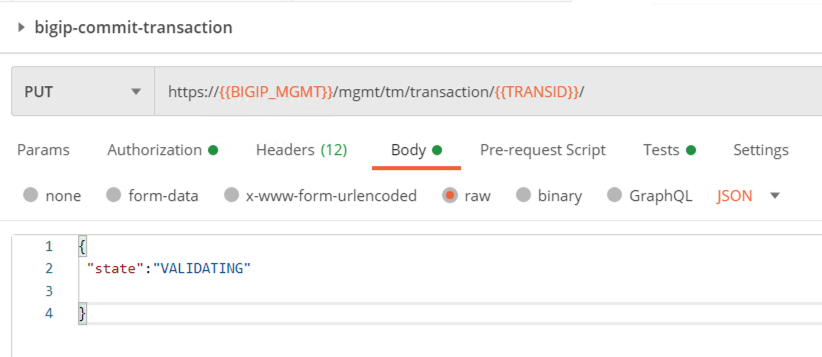 bigip-commit-transaction
PUT https://{{BIGIP_MGMT}}/mgmt/tm/transaction/{{TRANSID}}/
Params Authorization Headers (12) Body Pre-request Script Tests Settings
none form-data x-www-form-urlencoded raw binary GraphQL JSON
1 {
2 "state":"VALIDATING"
3
4 }